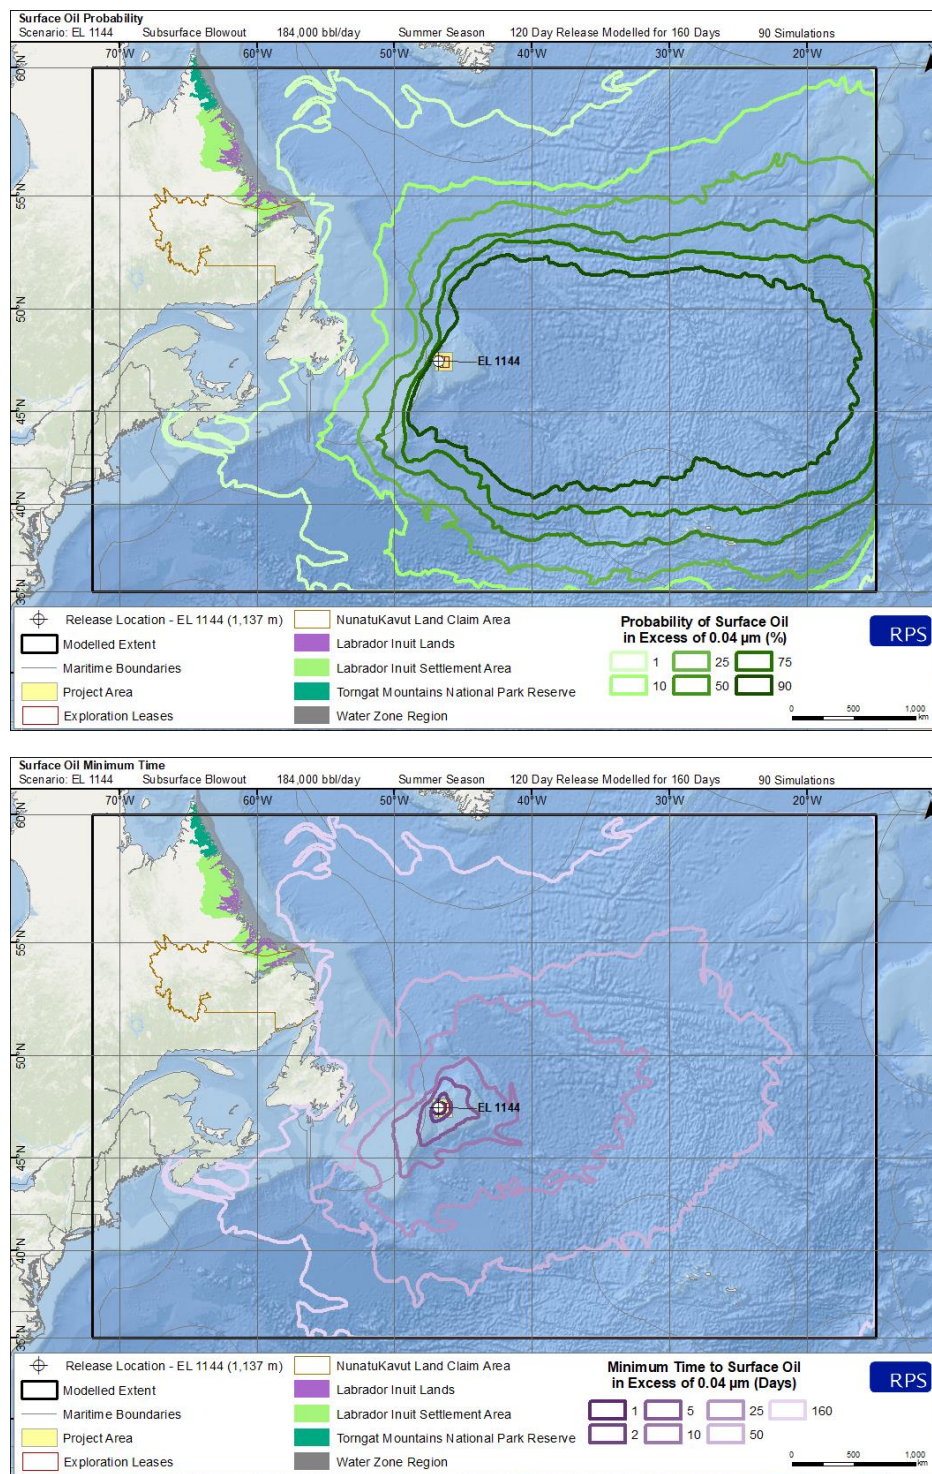 Surface Oil Probability
Scenario: EL 1144 Subsurface Blowout 184,000 bbl/day Summer Season 120 Day Release Modelled for 160 Days 90 Simulations
70°W 60°W 50°W 40°W 30°W 20°W
60°N
55°N
50°N
EL 1144
45°N
40°N
35°N
Release Location - EL 1144 (1,137 m)
Modelled Extent
Maritime Boundaries
Project Area
Exploration Leases
NunatuKavut Land Claim Area
Labrador Inuit Lands
Labrador Inuit Settlement Area
Torngat Mountains National Park Reserve
Water Zone Region
Probability of Surface Oil
in Excess of 0.04 µm (%)
1 25 75
10 50 90
RPS
0 500 1,000
km
Surface Oil Minimum Time
Scenario: EL 1144 Subsurface Blowout 184,000 bbl/day Summer Season 120 Day Release Modelled for 160 Days 90 Simulations
70°W 60°W 50°W 40°W 30°W 20°W
60°N
55°N
50°N
EL 1144
45°N
40°N
35°N
Release Location - EL 1144 (1,137 m)
Modelled Extent
Maritime Boundaries
Project Area
Exploration Leases
NunatuKavut Land Claim Area
Labrador Inuit Lands
Labrador Inuit Settlement Area
Torngat Mountains National Park Reserve
Water Zone Region
Minimum Time to Surface Oil
in Excess of 0.04 µm (Days)
1 5 25 160
2 10 50
RPS
0 500 1,000
km